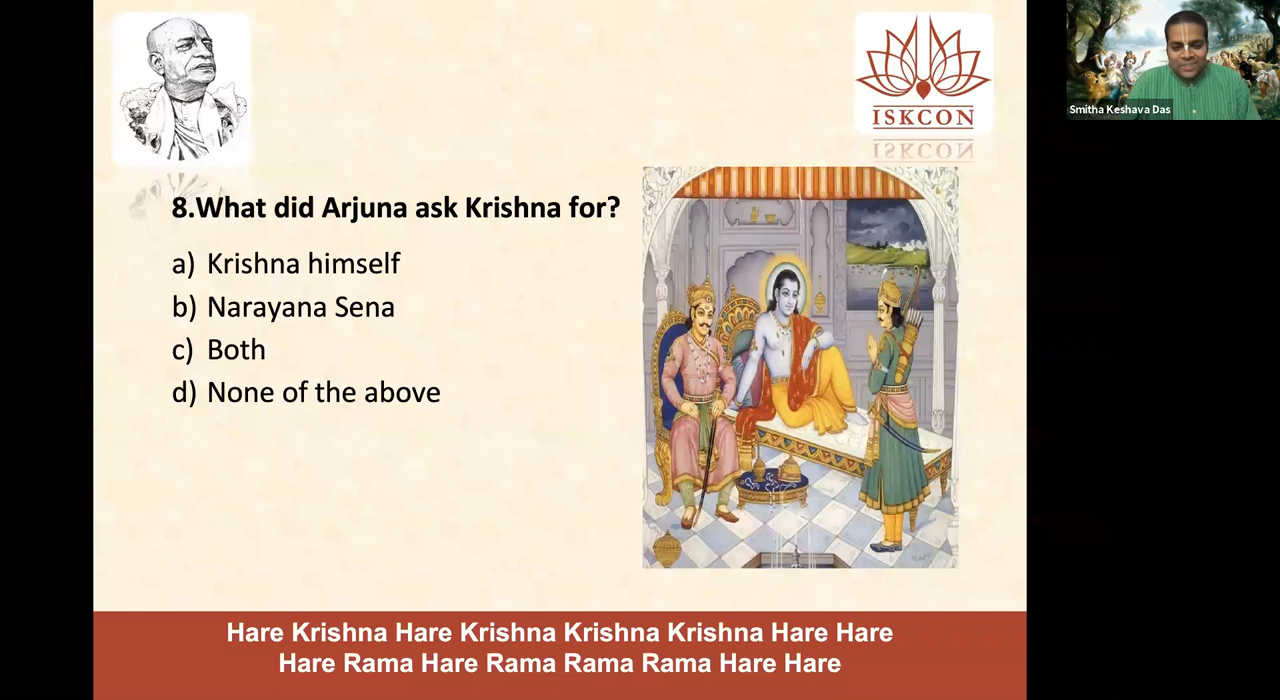 ISKCON
Smitha Keshava Das
8.What did Arjuna ask Krishna for?
a) Krishna himself
b) Narayana Sena
c) Both
d) None of the above
Hare Krishna Hare Krishna Krishna Krishna Hare Hare
Hare Rama Hare Rama Rama Rama Hare Hare